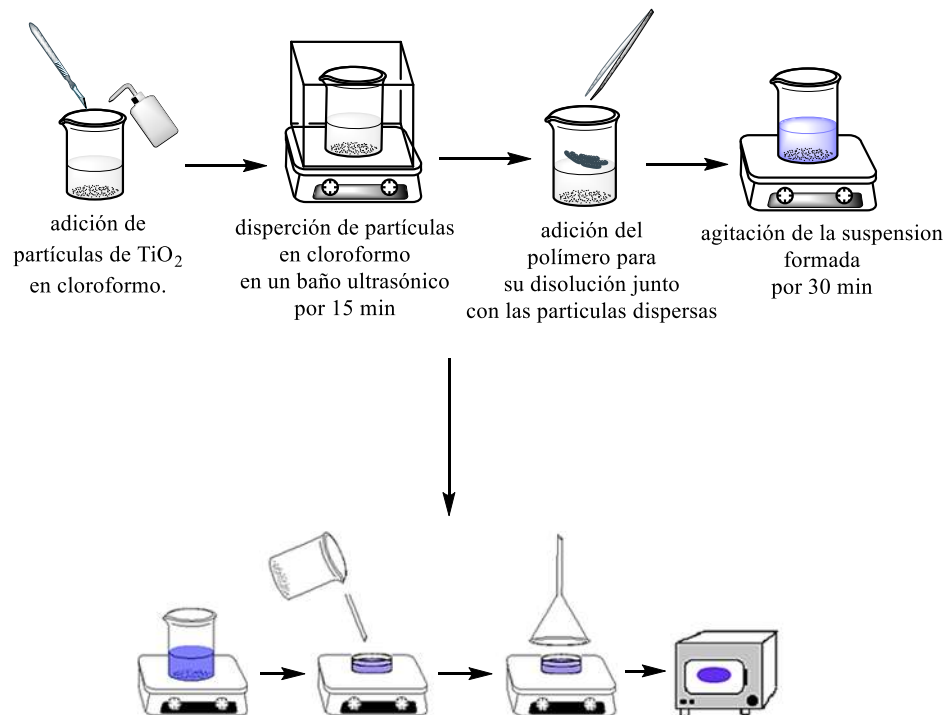 adición de
partículas de TiO₂
en cloroformo.
disperción de partículas
en cloroformo
en un baño ultrasónico
por 15 min
adición del
polímero para
su disolución junto
con las particulas dispersas
agitación de la suspension
formada
por 30 min